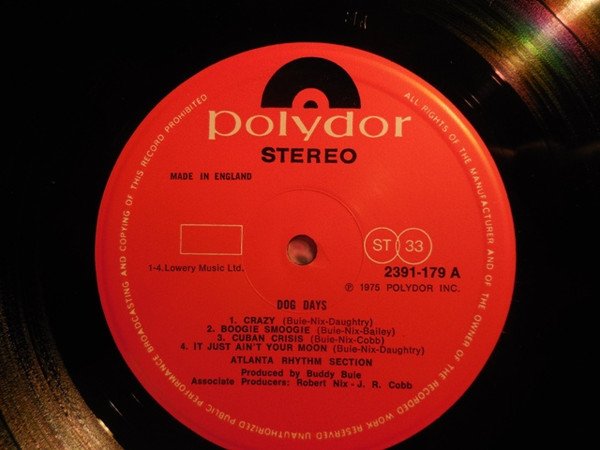 polydor
STEREO
MADE IN ENGLAND
ST 33
2391-179 A
1-4. Lowery Music Ltd.
℗ 1975 POLYDOR INC.
DOG DAYS
1. CRAZY (Buie-Nix-Daughtry)
2. BOOGIE SMOOGIE (Buie-Nix-Bailey)
3. CUBAN CRISIS (Buie-Nix-Cobb)
4. IT JUST AIN'T YOUR MOON (Buie-Nix-Daughtry)
ATLANTA RHYTHM SECTION
Produced by Buddy Buie
Associate Producers: Robert Nix - J. R. Cobb
ALL RIGHTS OF THE MANUFACTURER AND OF THE OWNER OF THE RECORDED WORK RESERVED UNAUTHORIZED PUBLIC PERFORMANCE BROADCASTING AND COPYING OF THIS RECORD PROHIBITED